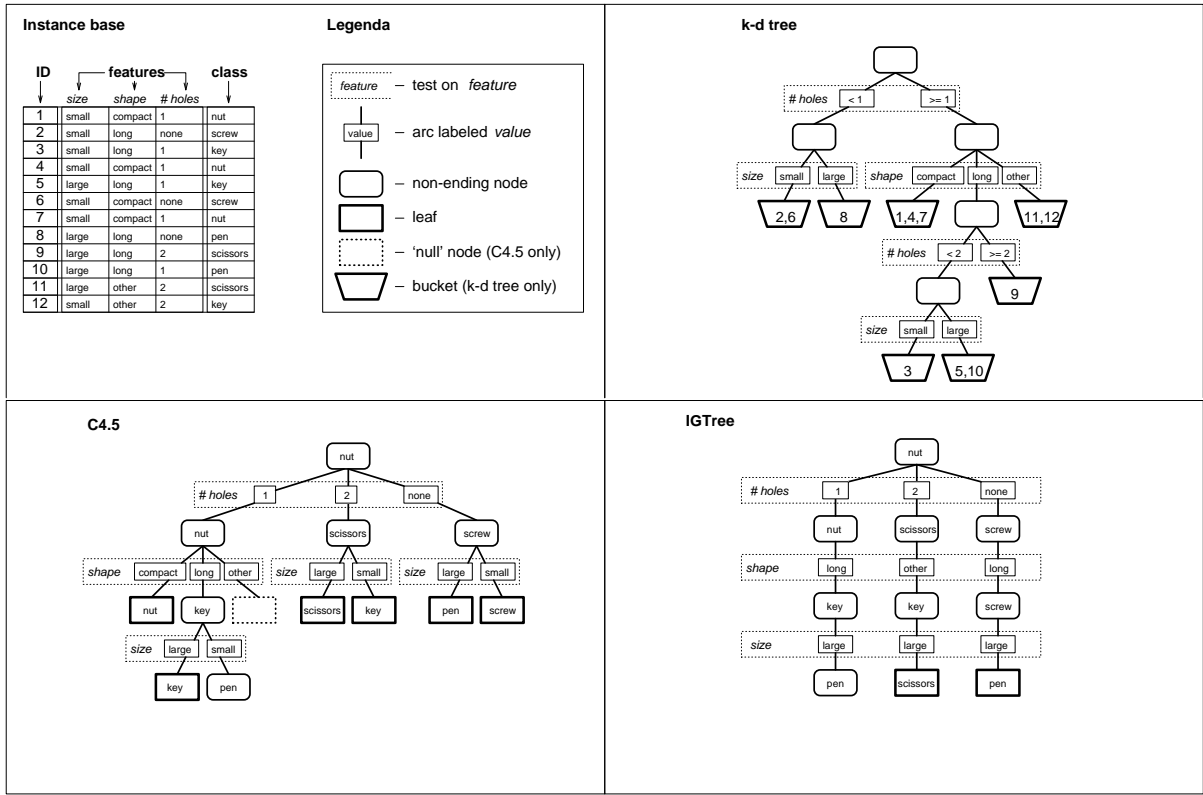 Instance base
Legenda
ID features class
size shape # holes
1 small compact 1 nut
2 small long none screw
3 small long 1 key
4 small compact 1 nut
5 large long 1 key
6 small compact none screw
7 small compact 1 nut
8 large long none pen
9 large long 2 scissors
10 large long 1 pen
11 large other 2 scissors
12 small other 2 key
feature – test on feature
value – arc labeled value
– non-ending node
– leaf
– ‘null’ node (C4.5 only)
– bucket (k-d tree only)
k-d tree
# holes < 1 >= 1
size small large shape compact long other
2,6 8 1,4,7 11,12
# holes < 2 >= 2
9
size small large
3 5,10
C4.5
nut
# holes 1 2 none
nut scissors screw
shape compact long other size large small size large small
nut key scissors key pen screw
size large small
key pen
IGTree
nut
# holes 1 2 none
nut scissors screw
shape long other long
key key screw
size large large large
pen scissors pen